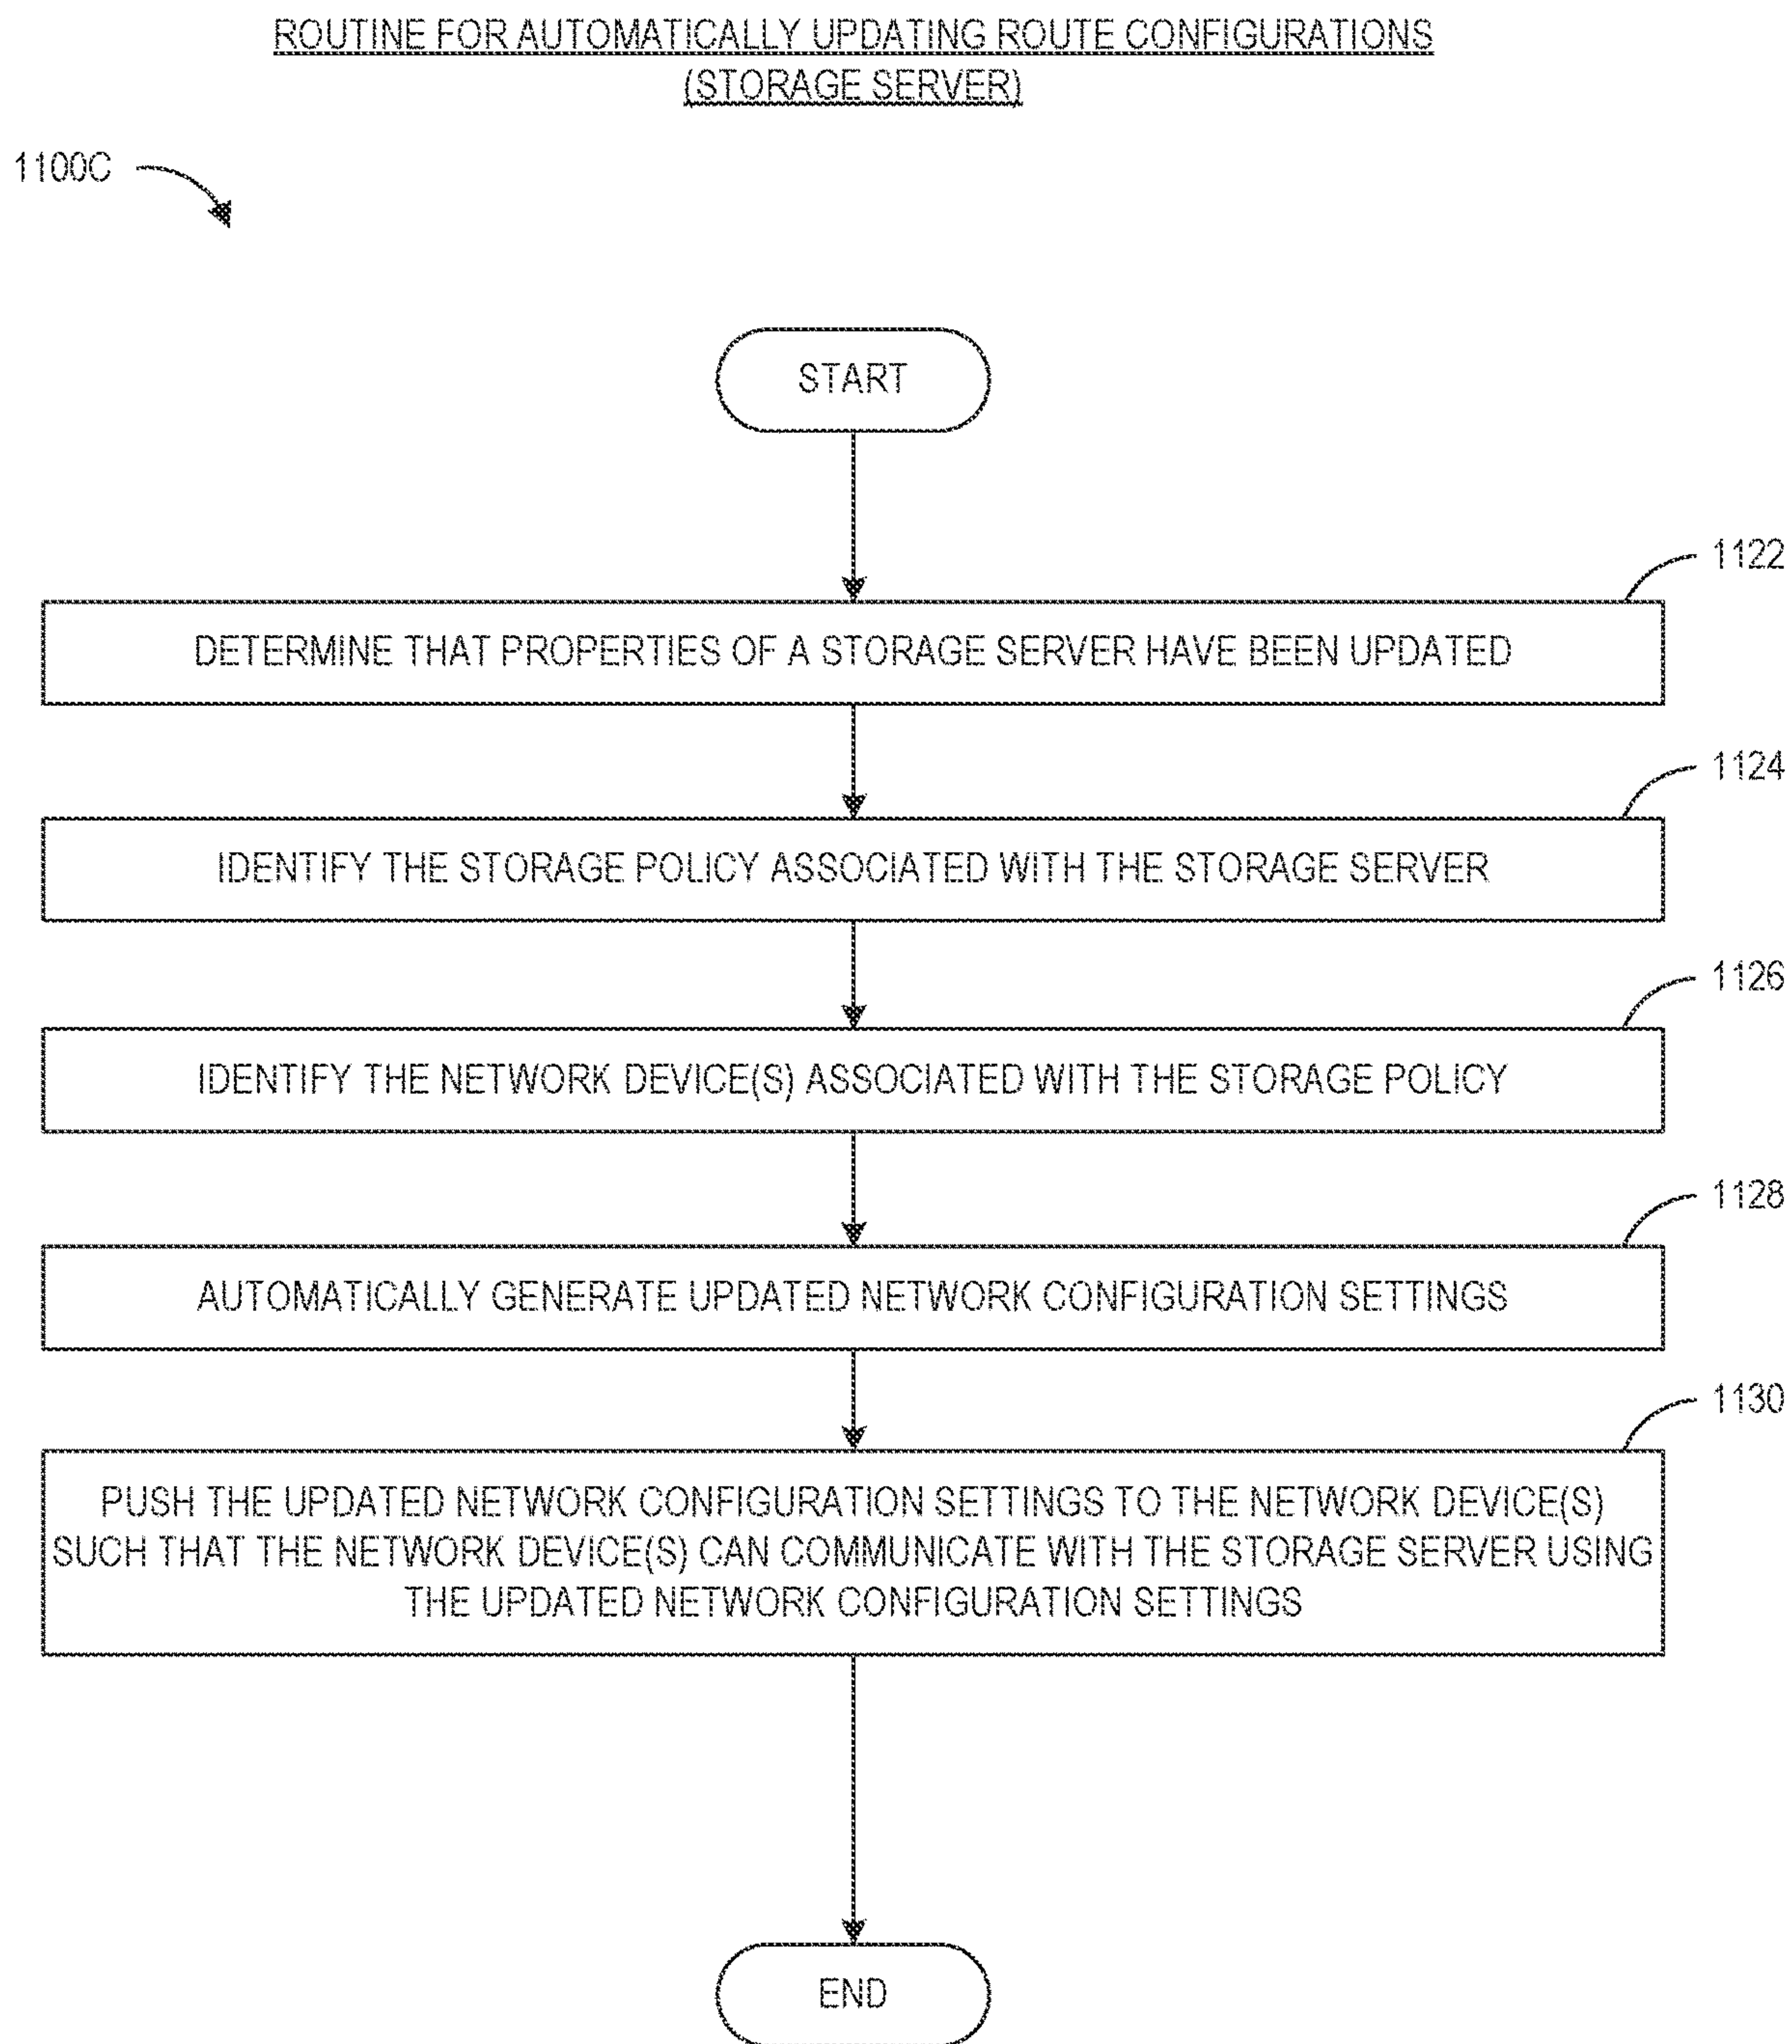 ROUTINE FOR AUTOMATICALLY UPDATING ROUTE CONFIGURATIONS
(STORAGE SERVER)
1100C
START
1122
DETERMINE THAT PROPERTIES OF A STORAGE SERVER HAVE BEEN UPDATED
1124
IDENTIFY THE STORAGE POLICY ASSOCIATED WITH THE STORAGE SERVER
1126
IDENTIFY THE NETWORK DEVICE(S) ASSOCIATED WITH THE STORAGE POLICY
1128
AUTOMATICALLY GENERATE UPDATED NETWORK CONFIGURATION SETTINGS
1130
PUSH THE UPDATED NETWORK CONFIGURATION SETTINGS TO THE NETWORK DEVICE(S)
SUCH THAT THE NETWORK DEVICE(S) CAN COMMUNICATE WITH THE STORAGE SERVER USING
THE UPDATED NETWORK CONFIGURATION SETTINGS
END